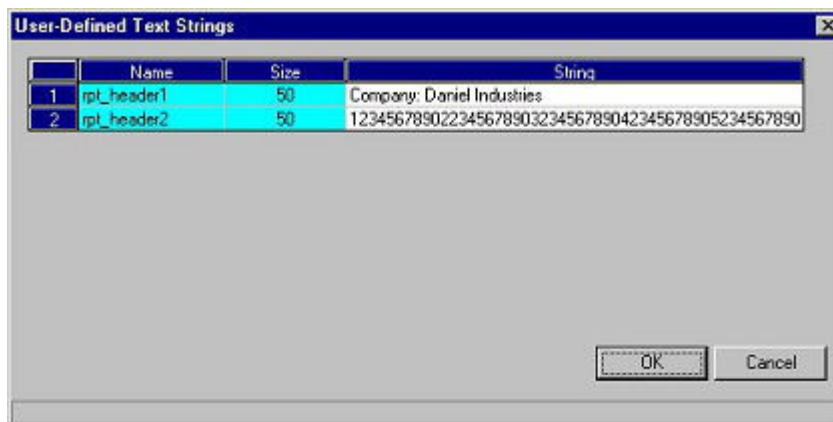 User-Defined Text Strings
Name Size String
1 rpt_header1 50 Company: Daniel Industries
2 rpt_header2 50 12345678902234567890323456789042345678905234567890
OK Cancel